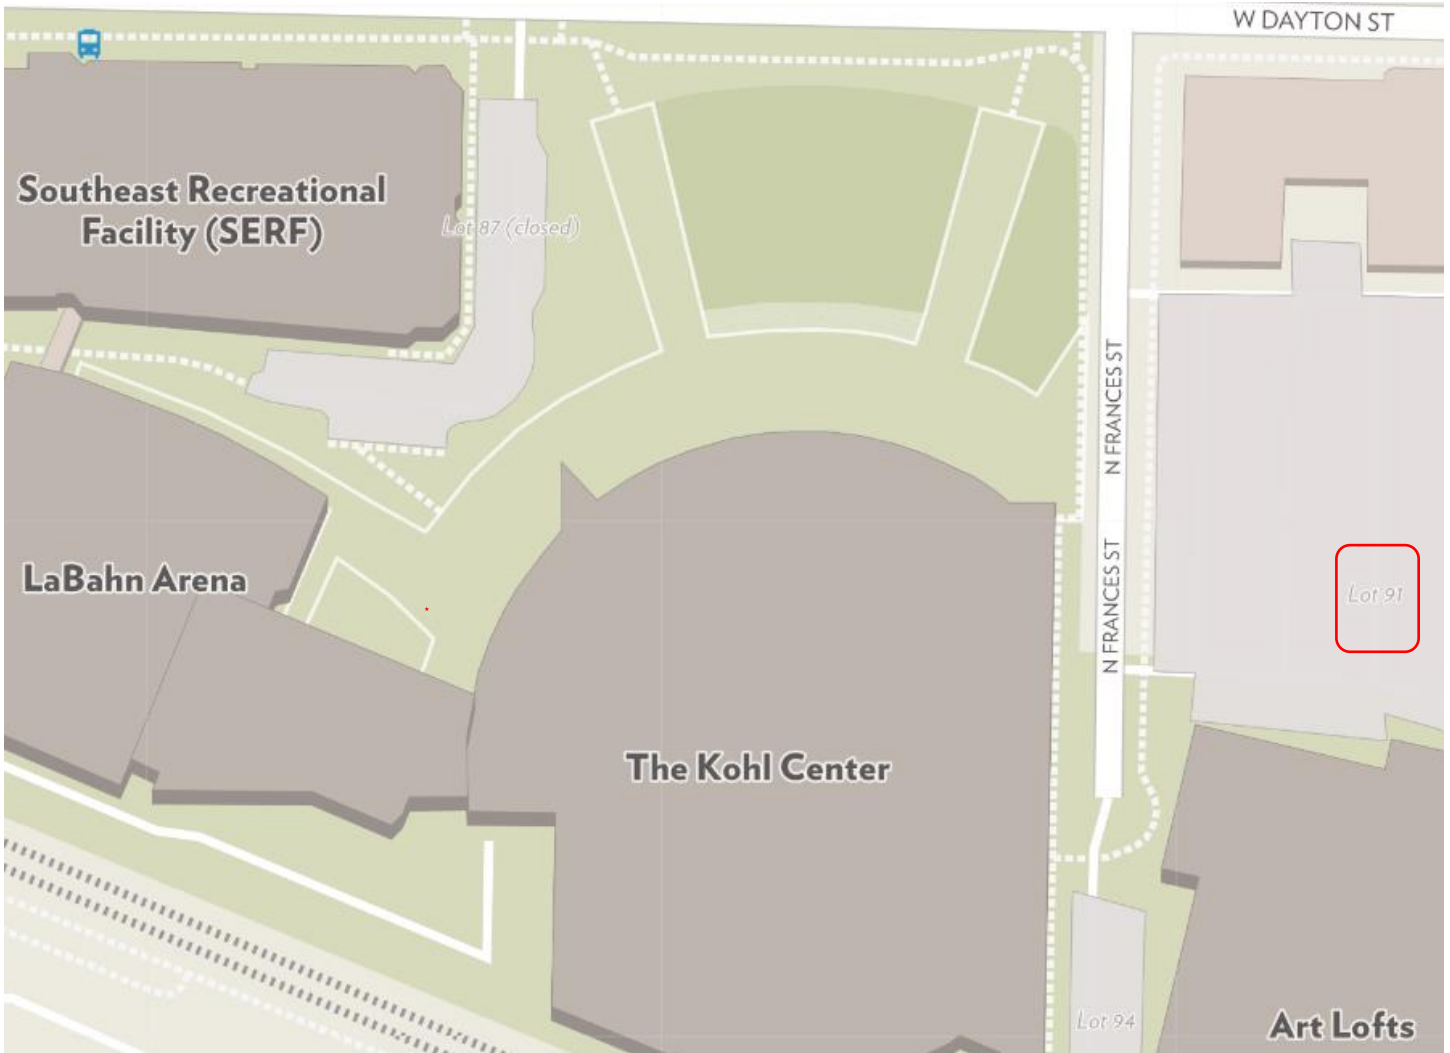 W DAYTON ST
Southeast Recreational
Facility (SERF)
Lot 87 (closed)
N FRANCES ST
N FRANCES ST
LaBahn Arena
Lot 91
The Kohl Center
Lot 94
Art Lofts